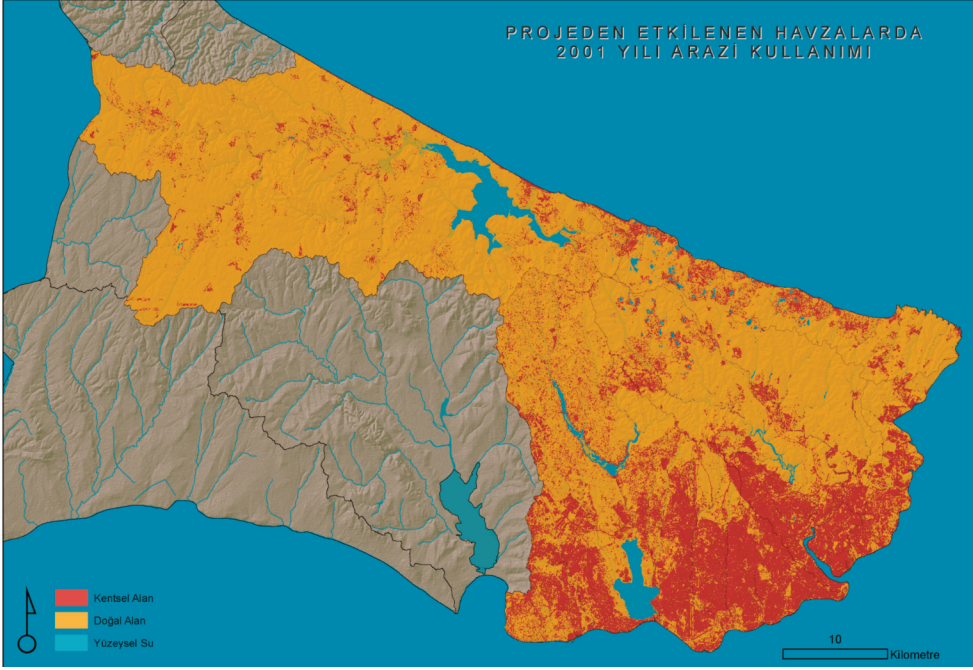 PROJEDEN ETKİLENEN HAVZALARDA
2001 YILI ARAZİ KULLANIMI
Kentsel Alan
Doğal Alan
Yüzeysel Su
10
Kilometre